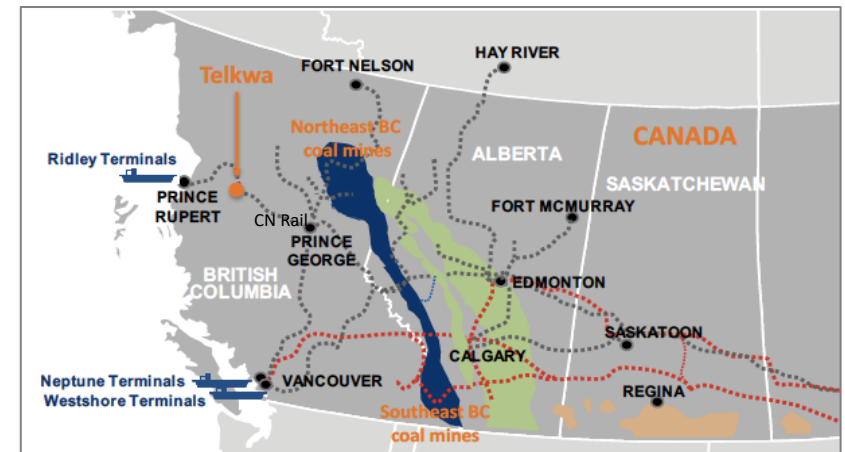 HAY RIVER
FORT NELSON
Telkwa
Northeast BC
coal mines
CANADA
ALBERTA
Ridley Terminals
SASKATCHEWAN
PRINCE
RUPERT
FORT MCMURRAY
CN Rail
PRINCE
GEORGE
BRITISH
COLUMBIA
EDMONTON
SASKATOON
CALGARY
Neptune Terminals
VANCOUVER
Westshore Terminals
REGINA
Southeast BC
coal mines